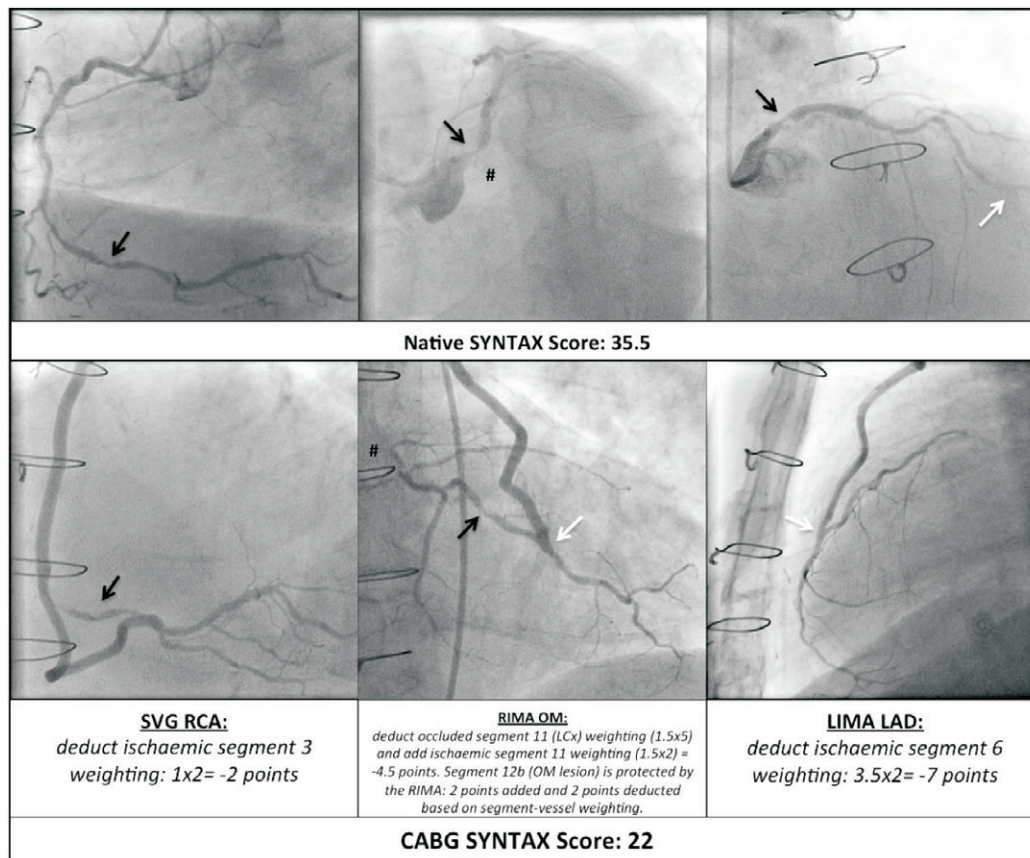 #
Native SYNTAX Score: 35.5
#
SVG RCA:
deduct ischaemic segment 3
weighting: 1x2= -2 points
RIMA OM:
deduct occluded segment 11 (LCx) weighting (1.5x5)
and add ischaemic segment 11 weighting (1.5x2) =
-4.5 points. Segment 12b (OM lesion) is protected by
the RIMA: 2 points added and 2 points deducted
based on segment-vessel weighting.
LIMA LAD:
deduct ischaemic segment 6
weighting: 3.5x2= -7 points
CABG SYNTAX Score: 22